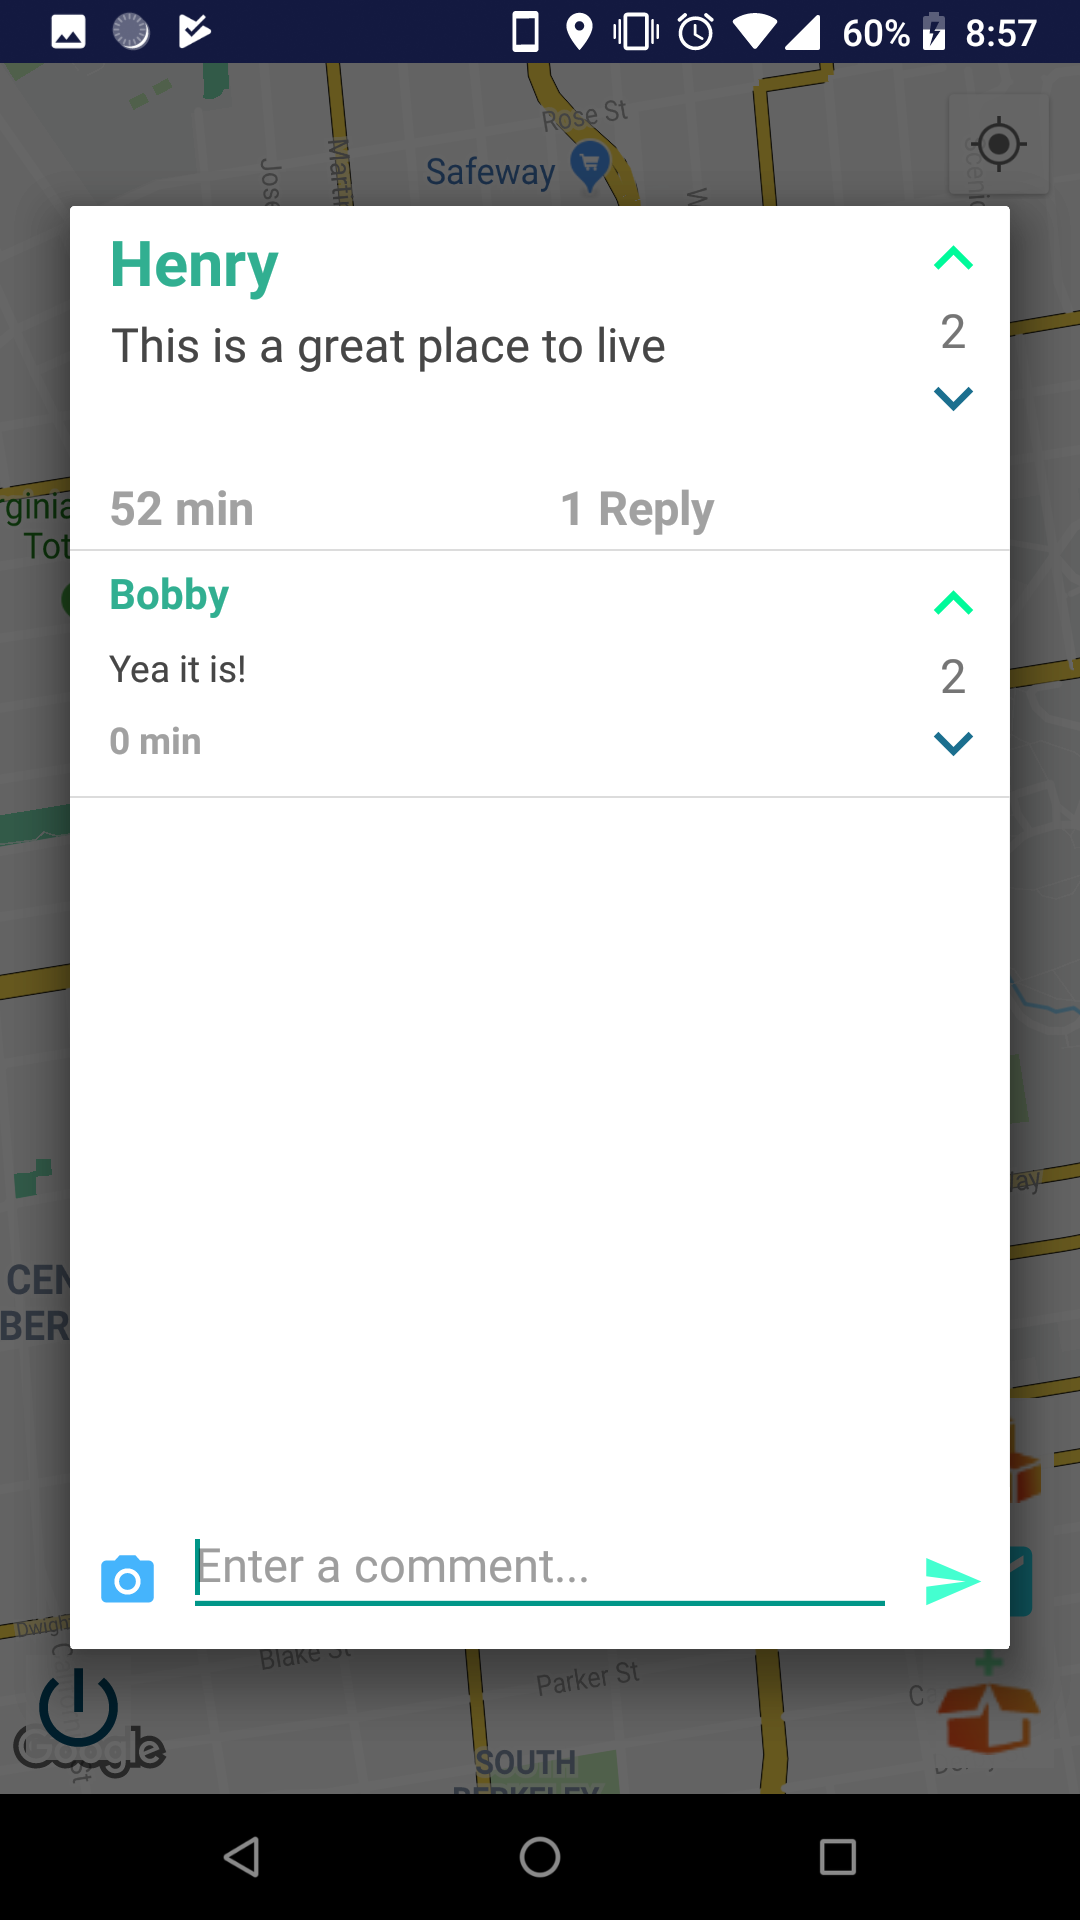 60% 8:57
Rose St
Safeway
Henry
This is a great place to live
2
52 min
1 Reply
Bobby
Yea it is!
2
0 min
Enter a comment...
Blake St
Parker St
Google
SOUTH
BERKELEY